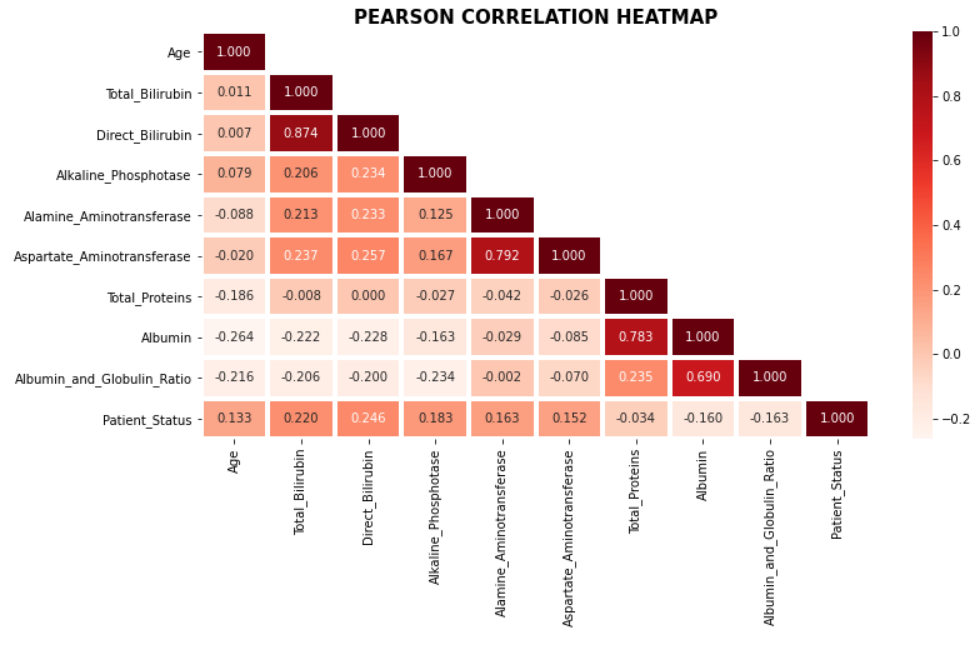 PEARSON CORRELATION HEATMAP
Age 1.000
Total_Bilirubin 0.011 1.000
Direct_Bilirubin 0.007 0.874 1.000
Alkaline_Phosphotase 0.079 0.206 0.234 1.000
Alamine_Aminotransferase -0.088 0.213 0.233 0.125 1.000
Aspartate_Aminotransferase -0.020 0.237 0.257 0.167 0.792 1.000
Total_Proteins -0.186 -0.008 0.000 -0.027 -0.042 -0.026 1.000
Albumin -0.264 -0.222 -0.228 -0.163 -0.029 -0.085 0.783 1.000
Albumin_and_Globulin_Ratio -0.216 -0.206 -0.200 -0.234 -0.002 -0.070 0.235 0.690 1.000
Patient_Status 0.133 0.220 0.246 0.183 0.163 0.152 -0.034 -0.160 -0.163 1.000
Age
Total_Bilirubin
Direct_Bilirubin
Alkaline_Phosphotase
Alamine_Aminotransferase
Aspartate_Aminotransferase
Total_Proteins
Albumin
Albumin_and_Globulin_Ratio
Patient_Status
1.0
0.8
0.6
0.4
0.2
0.0
−0.2